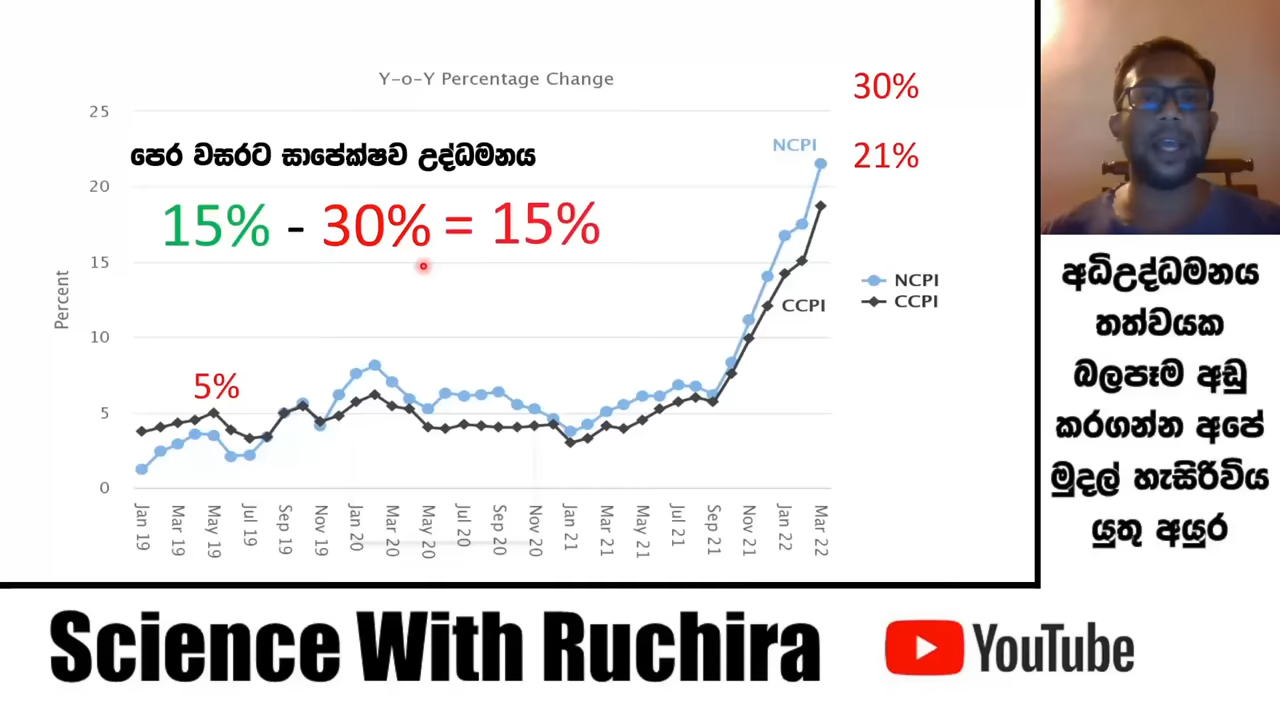 Y-o-Y Percentage Change
30%
25
NCPI
පෙර වසරට සාපේක්ෂව උද්ධමනය
21%
20
15% - 30% = 15%
15
Percent
NCPI
CCPI
CCPI
10
5%
5
0
Jan 19
Mar 19
May 19
Jul 19
Sep 19
Nov 19
Jan 20
Mar 20
May 20
Jul 20
Sep 20
Nov 20
Jan 21
Mar 21
May 21
Jul 21
Sep 21
Nov 21
Jan 22
Mar 22
අධිඋද්ධමනය
තත්වයක
බලපෑම අඩු
කරගන්න අපේ
මුදල් හැසිරිවිය
යුතු අයුර
Science With Ruchira
YouTube